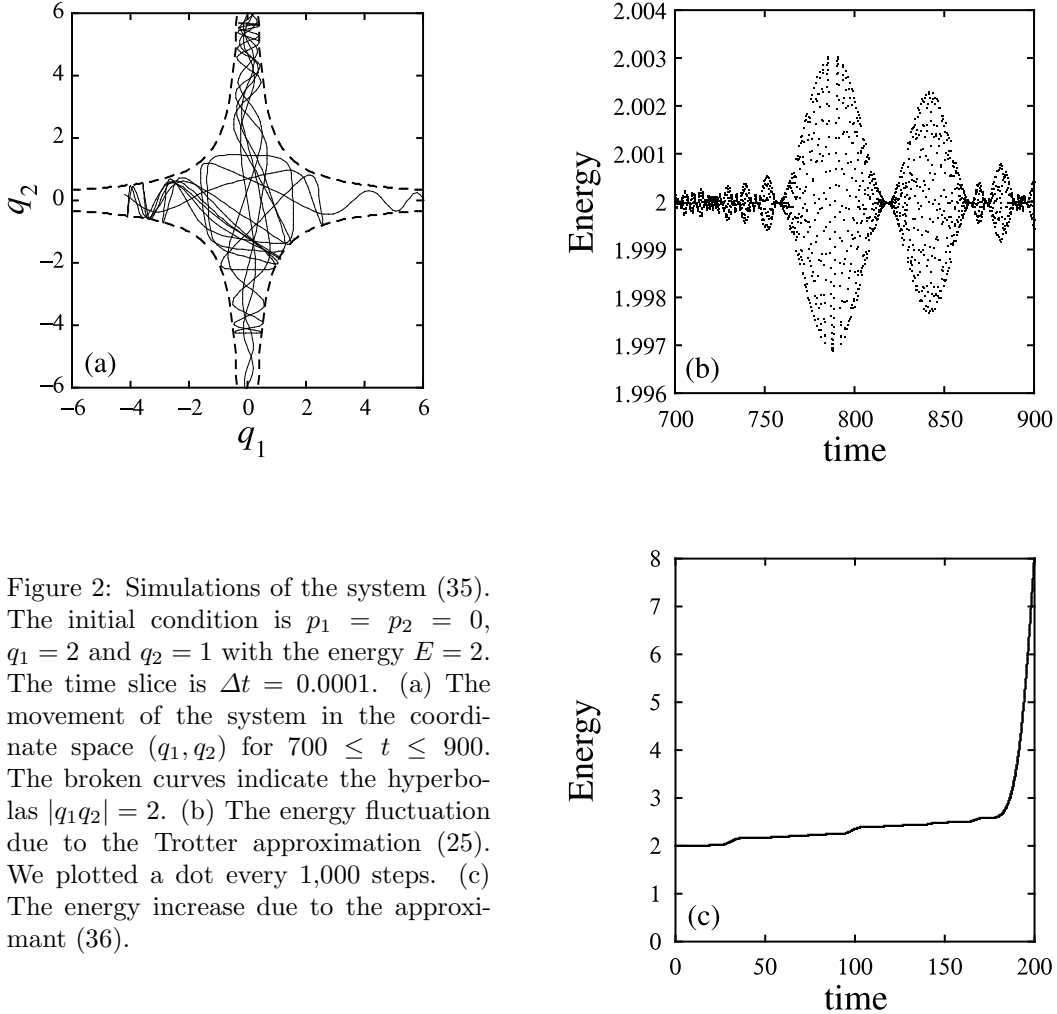 6
4
2
0
−2
−4
−6
q2
(a)
−6 −4 −2 0 2 4 6
q1
2.004
2.003
2.002
2.001
2
1.999
1.998
1.997
1.996
Energy
(b)
700 750 800 850 900
time
Figure 2: Simulations of the system (35).
The initial condition is p1 = p2 = 0,
q1 = 2 and q2 = 1 with the energy E = 2.
The time slice is Δt = 0.0001. (a) The
movement of the system in the coordi-
nate space (q1, q2) for 700 ≤ t ≤ 900.
The broken curves indicate the hyperbo-
las |q1q2| = 2. (b) The energy fluctuation
due to the Trotter approximation (25).
We plotted a dot every 1,000 steps. (c)
The energy increase due to the approxi-
mant (36).
8
7
6
5
4
3
2
1
0
Energy
(c)
0 50 100 150 200
time